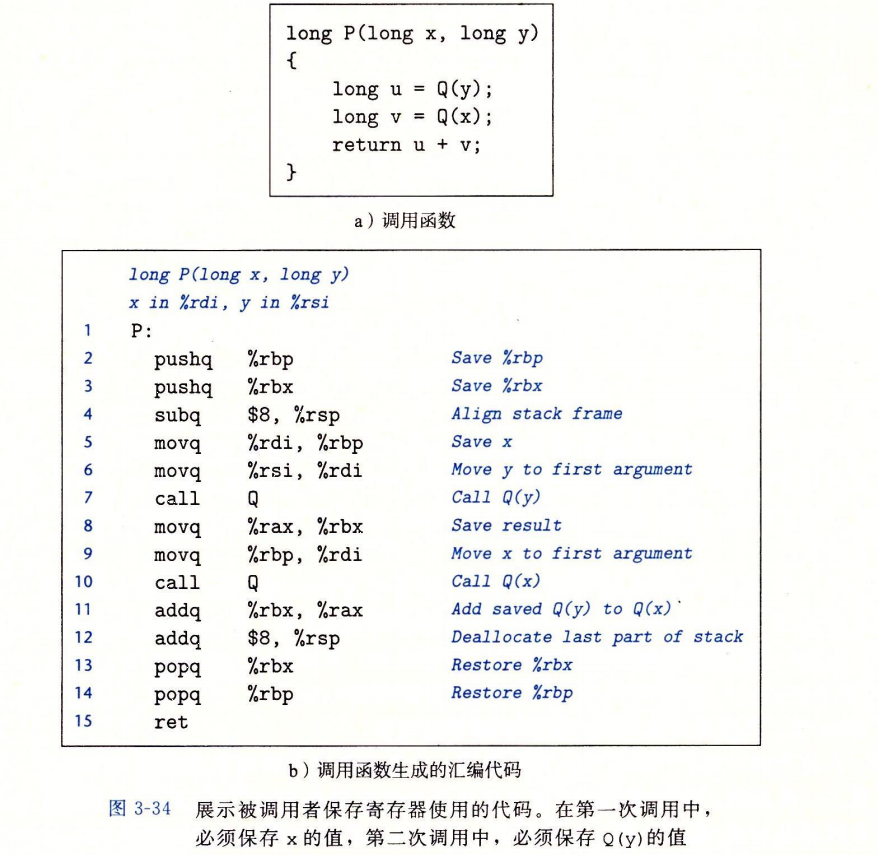 long P(long x, long y)
{
    long u = Q(y);
    long v = Q(x);
    return u + v;
}
a）调用函数
long P(long x, long y)
x in %rdi, y in %rsi
1 P:
2 pushq %rbp Save %rbp
3 pushq %rbx Save %rbx
4 subq $8, %rsp Align stack frame
5 movq %rdi, %rbp Save x
6 movq %rsi, %rdi Move y to first argument
7 call Q Call Q(y)
8 movq %rax, %rbx Save result
9 movq %rbp, %rdi Move x to first argument
10 call Q Call Q(x)
11 addq %rbx, %rax Add saved Q(y) to Q(x)
12 addq $8, %rsp Deallocate last part of stack
13 popq %rbx Restore %rbx
14 popq %rbp Restore %rbp
15 ret
b）调用函数生成的汇编代码
图 3-34 展示被调用者保存寄存器使用的代码。在第一次调用中，
必须保存 x 的值，第二次调用中，必须保存 Q(y)的值